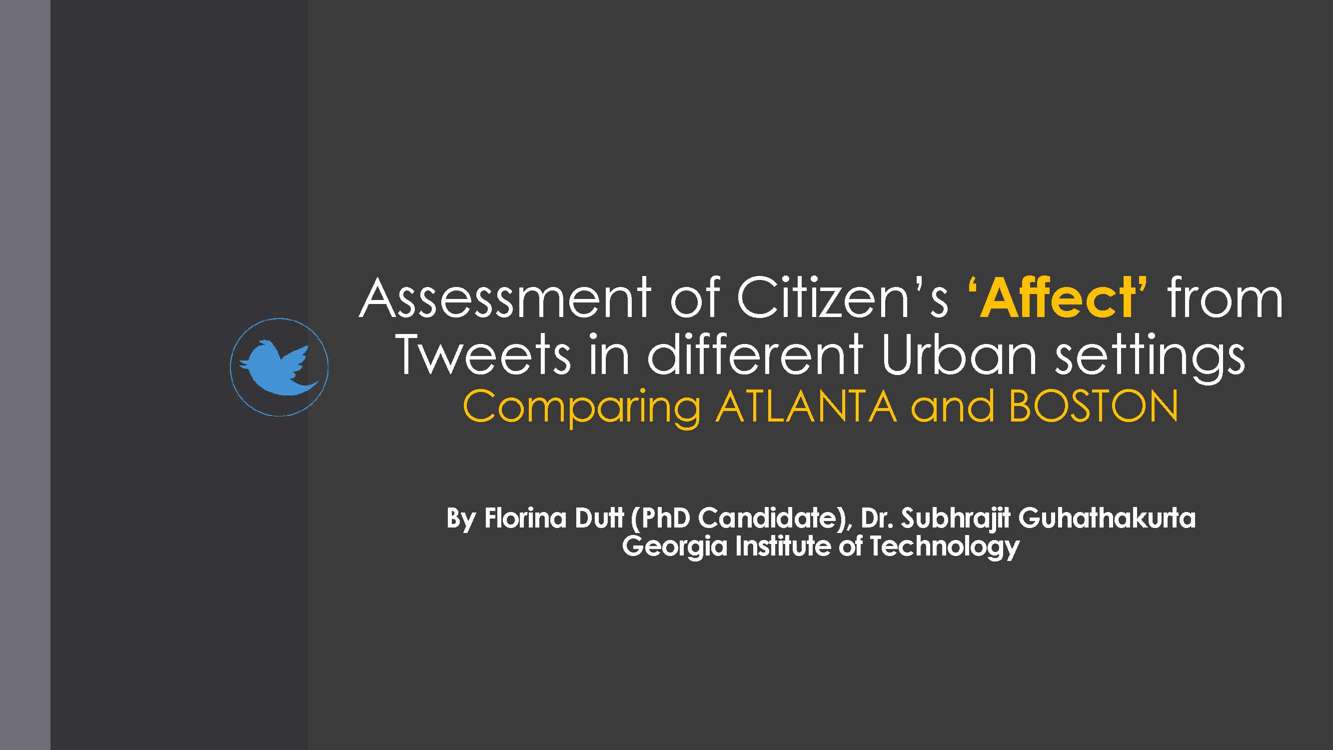 Assessment of Citizen’s ‘Affect’ from
Tweets in different Urban settings
Comparing ATLANTA and BOSTON
By Florina Dutt (PhD Candidate), Dr. Subhrajit Guhathakurta
Georgia Institute of Technology